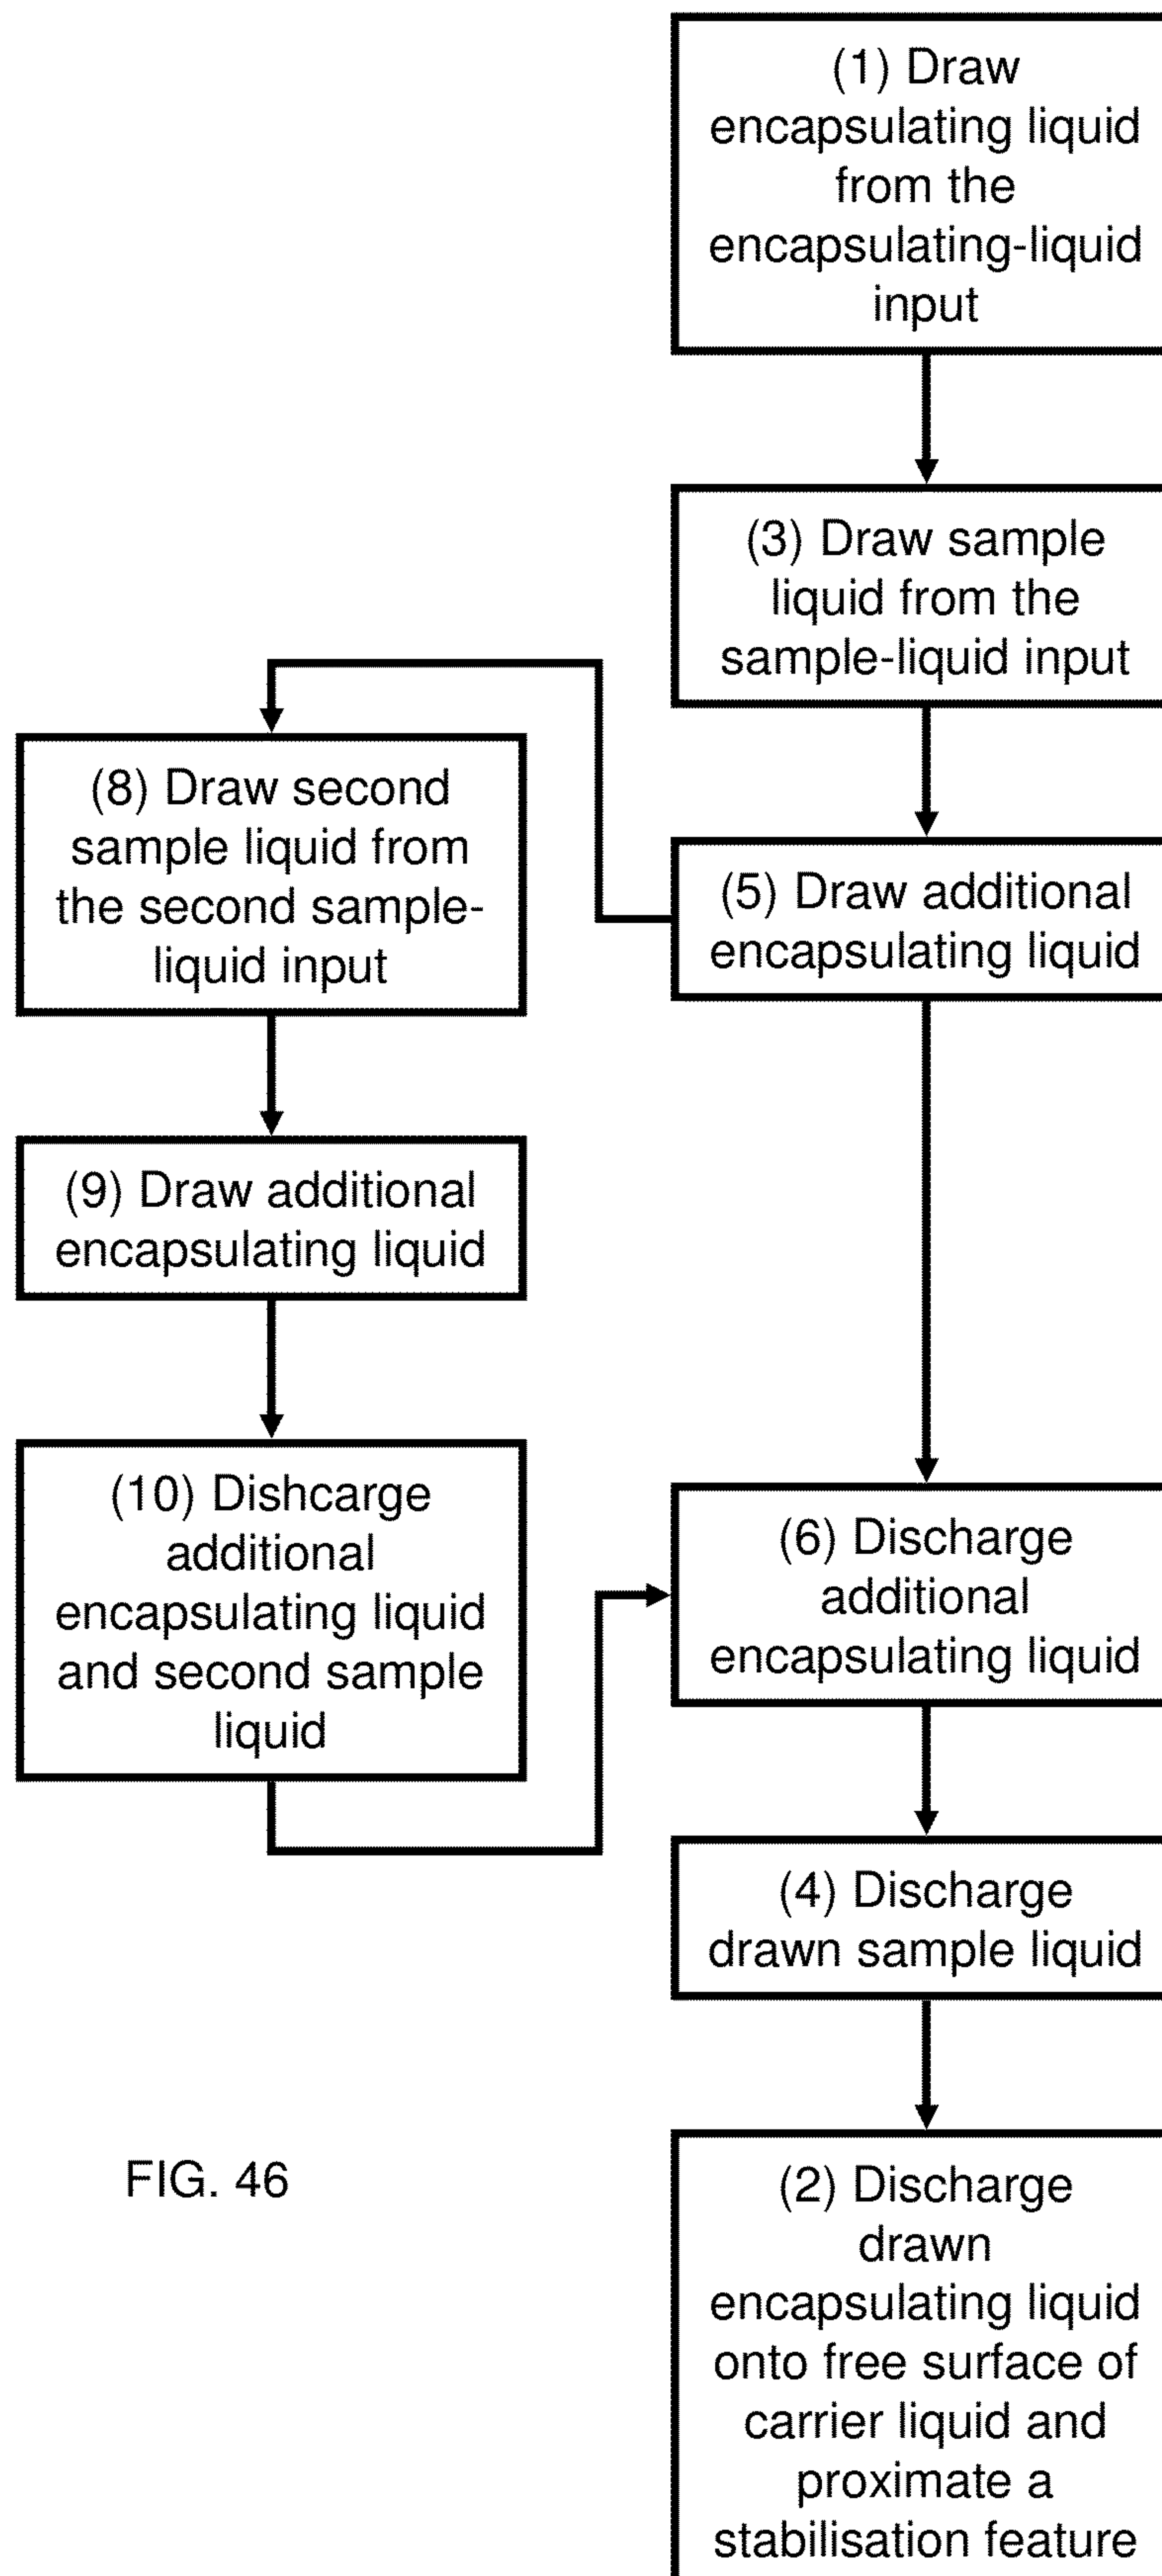 (1) Draw
encapsulating liquid
from the
encapsulating-liquid
input
(3) Draw sample
liquid from the
sample-liquid input
(5) Draw additional
encapsulating liquid
(8) Draw second
sample liquid from
the second sample-
liquid input
(9) Draw additional
encapsulating liquid
(10) Dishcarge
additional
encapsulating liquid
and second sample
liquid
(6) Discharge
additional
encapsulating liquid
(4) Discharge
drawn sample liquid
(2) Discharge
drawn
encapsulating liquid
onto free surface of
carrier liquid and
proximate a
stabilisation feature
FIG. 46